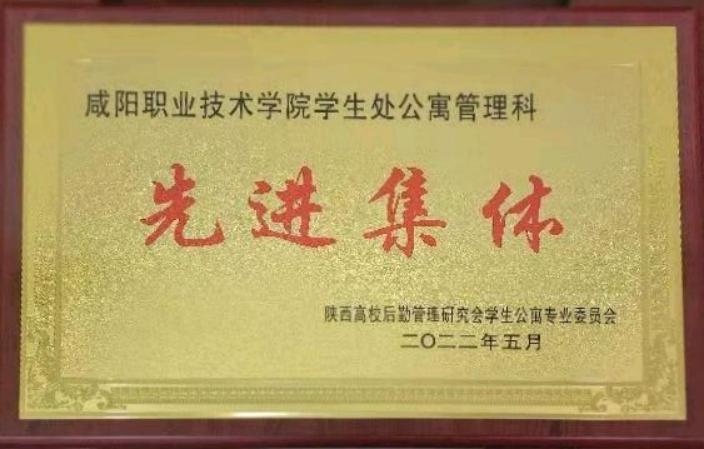 咸阳职业技术学院学生处公寓管理科
先进集体
陕西高校后勤管理研究会学生公寓专业委员会
二〇二二年五月